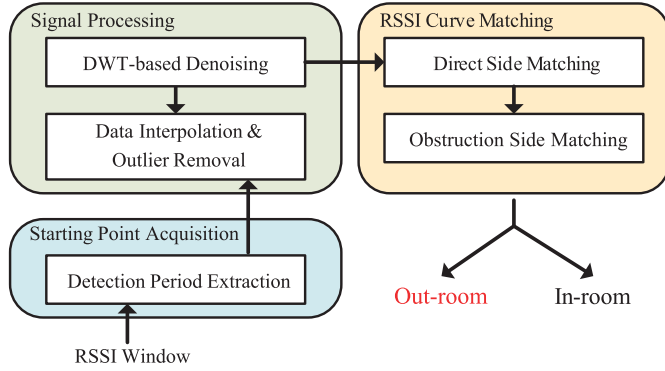 Signal Processing
DWT-based Denoising
Data Interpolation &
Outlier Removal
Starting Point Acquisition
Detection Period Extraction
RSSI Window
RSSI Curve Matching
Direct Side Matching
Obstruction Side Matching
Out-room
In-room